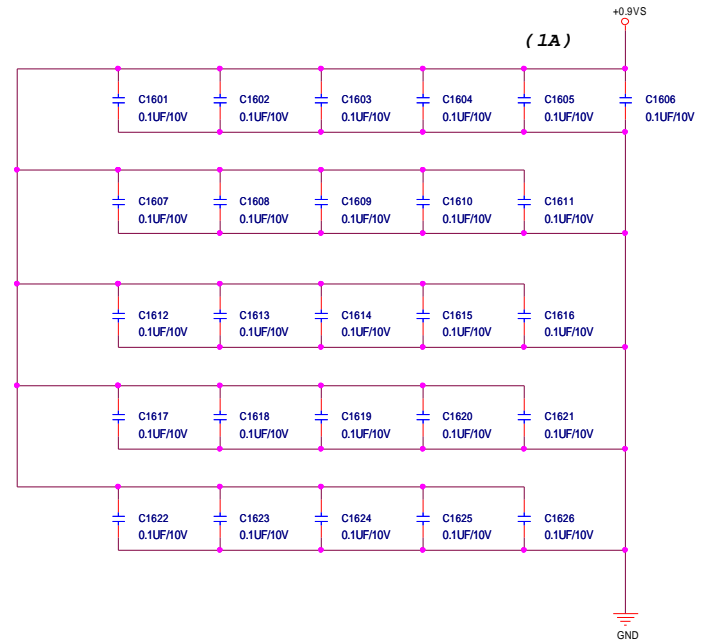 +0.9VS
(1A)
C1601 C1602 C1603 C1604 C1605 C1606
0.1UF/10V 0.1UF/10V 0.1UF/10V 0.1UF/10V 0.1UF/10V 0.1UF/10V
C1607 C1608 C1609 C1610 C1611
0.1UF/10V 0.1UF/10V 0.1UF/10V 0.1UF/10V 0.1UF/10V
C1612 C1613 C1614 C1615 C1616
0.1UF/10V 0.1UF/10V 0.1UF/10V 0.1UF/10V 0.1UF/10V
C1617 C1618 C1619 C1620 C1621
0.1UF/10V 0.1UF/10V 0.1UF/10V 0.1UF/10V 0.1UF/10V
C1622 C1623 C1624 C1625 C1626
0.1UF/10V 0.1UF/10V 0.1UF/10V 0.1UF/10V 0.1UF/10V
GND